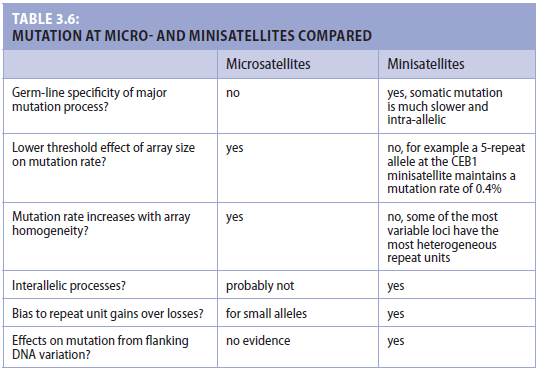 TABLE 3.6:
MUTATION AT MICRO- AND MINISATELLITES COMPARED
Microsatellites
Minisatellites
Germ-line specificity of major
mutation process?
no
yes, somatic mutation
is much slower and
intra-allelic
Lower threshold effect of array size
on mutation rate?
yes
no, for example a 5-repeat
allele at the CEB1
minisatellite maintains a
mutation rate of 0.4%
Mutation rate increases with array
homogeneity?
yes
no, some of the most
variable loci have the
most heterogeneous
repeat units
Interallelic processes?
probably not
yes
Bias to repeat unit gains over losses?
for small alleles
yes
Effects on mutation from flanking
DNA variation?
no evidence
yes